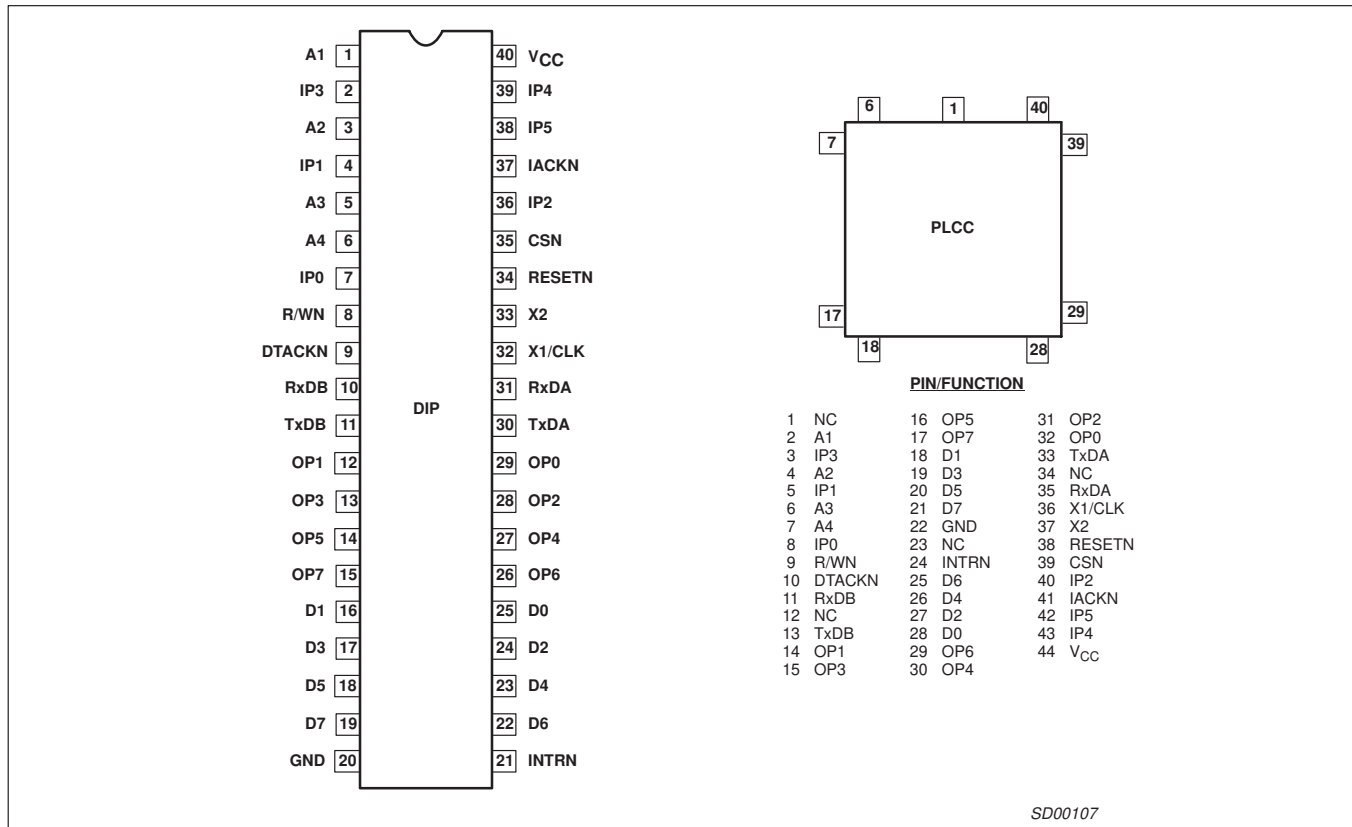 A1 1
IP3 2
A2 3
IP1 4
A3 5
A4 6
IP0 7
R/WN 8
DTACKN 9
RxDB 10
TxDB 11
OP1 12
OP3 13
OP5 14
OP7 15
D1 16
D3 17
D5 18
D7 19
GND 20
DIP
40 VCC
39 IP4
38 IP5
37 IACKN
36 IP2
35 CSN
34 RESETN
33 X2
32 X1/CLK
31 RxDA
30 TxDA
29 OP0
28 OP2
27 OP4
26 OP6
25 D0
24 D2
23 D4
22 D6
21 INTRN
6 1 40
7 39
PLCC
17 29
18 28
PIN/FUNCTION
1 NC
2 A1
3 IP3
4 A2
5 IP1
6 A3
7 A4
8 IP0
9 R/WN
10 DTACKN
11 RxDB
12 NC
13 TxDB
14 OP1
15 OP3
16 OP5
17 OP7
18 D1
19 D3
20 D5
21 D7
22 GND
23 NC
24 INTRN
25 D6
26 D4
27 D2
28 D0
29 OP6
30 OP4
31 OP2
32 OP0
33 TxDA
34 NC
35 RxDA
36 X1/CLK
37 X2
38 RESETN
39 CSN
40 IP2
41 IACKN
42 IP5
43 IP4
44 VCC
SD00107